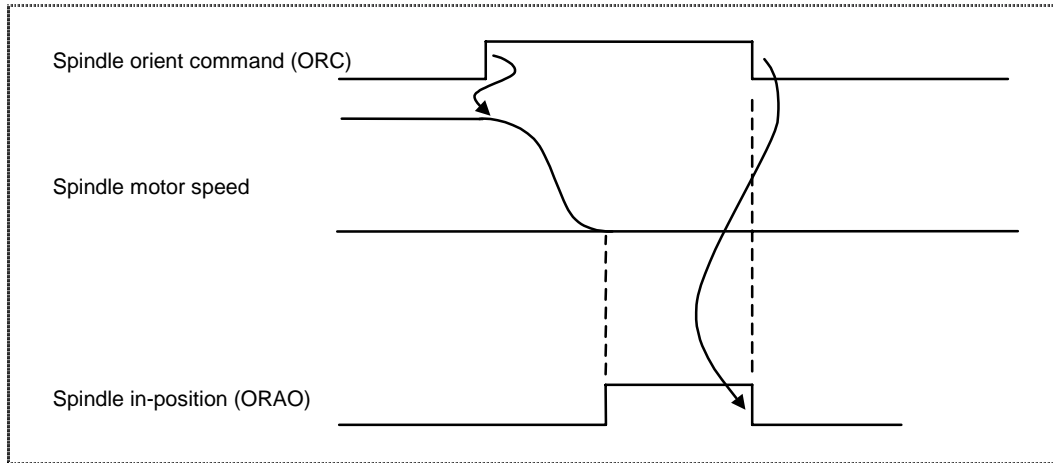 Spindle orient command (ORC)
Spindle motor speed
Spindle in-position (ORAO)